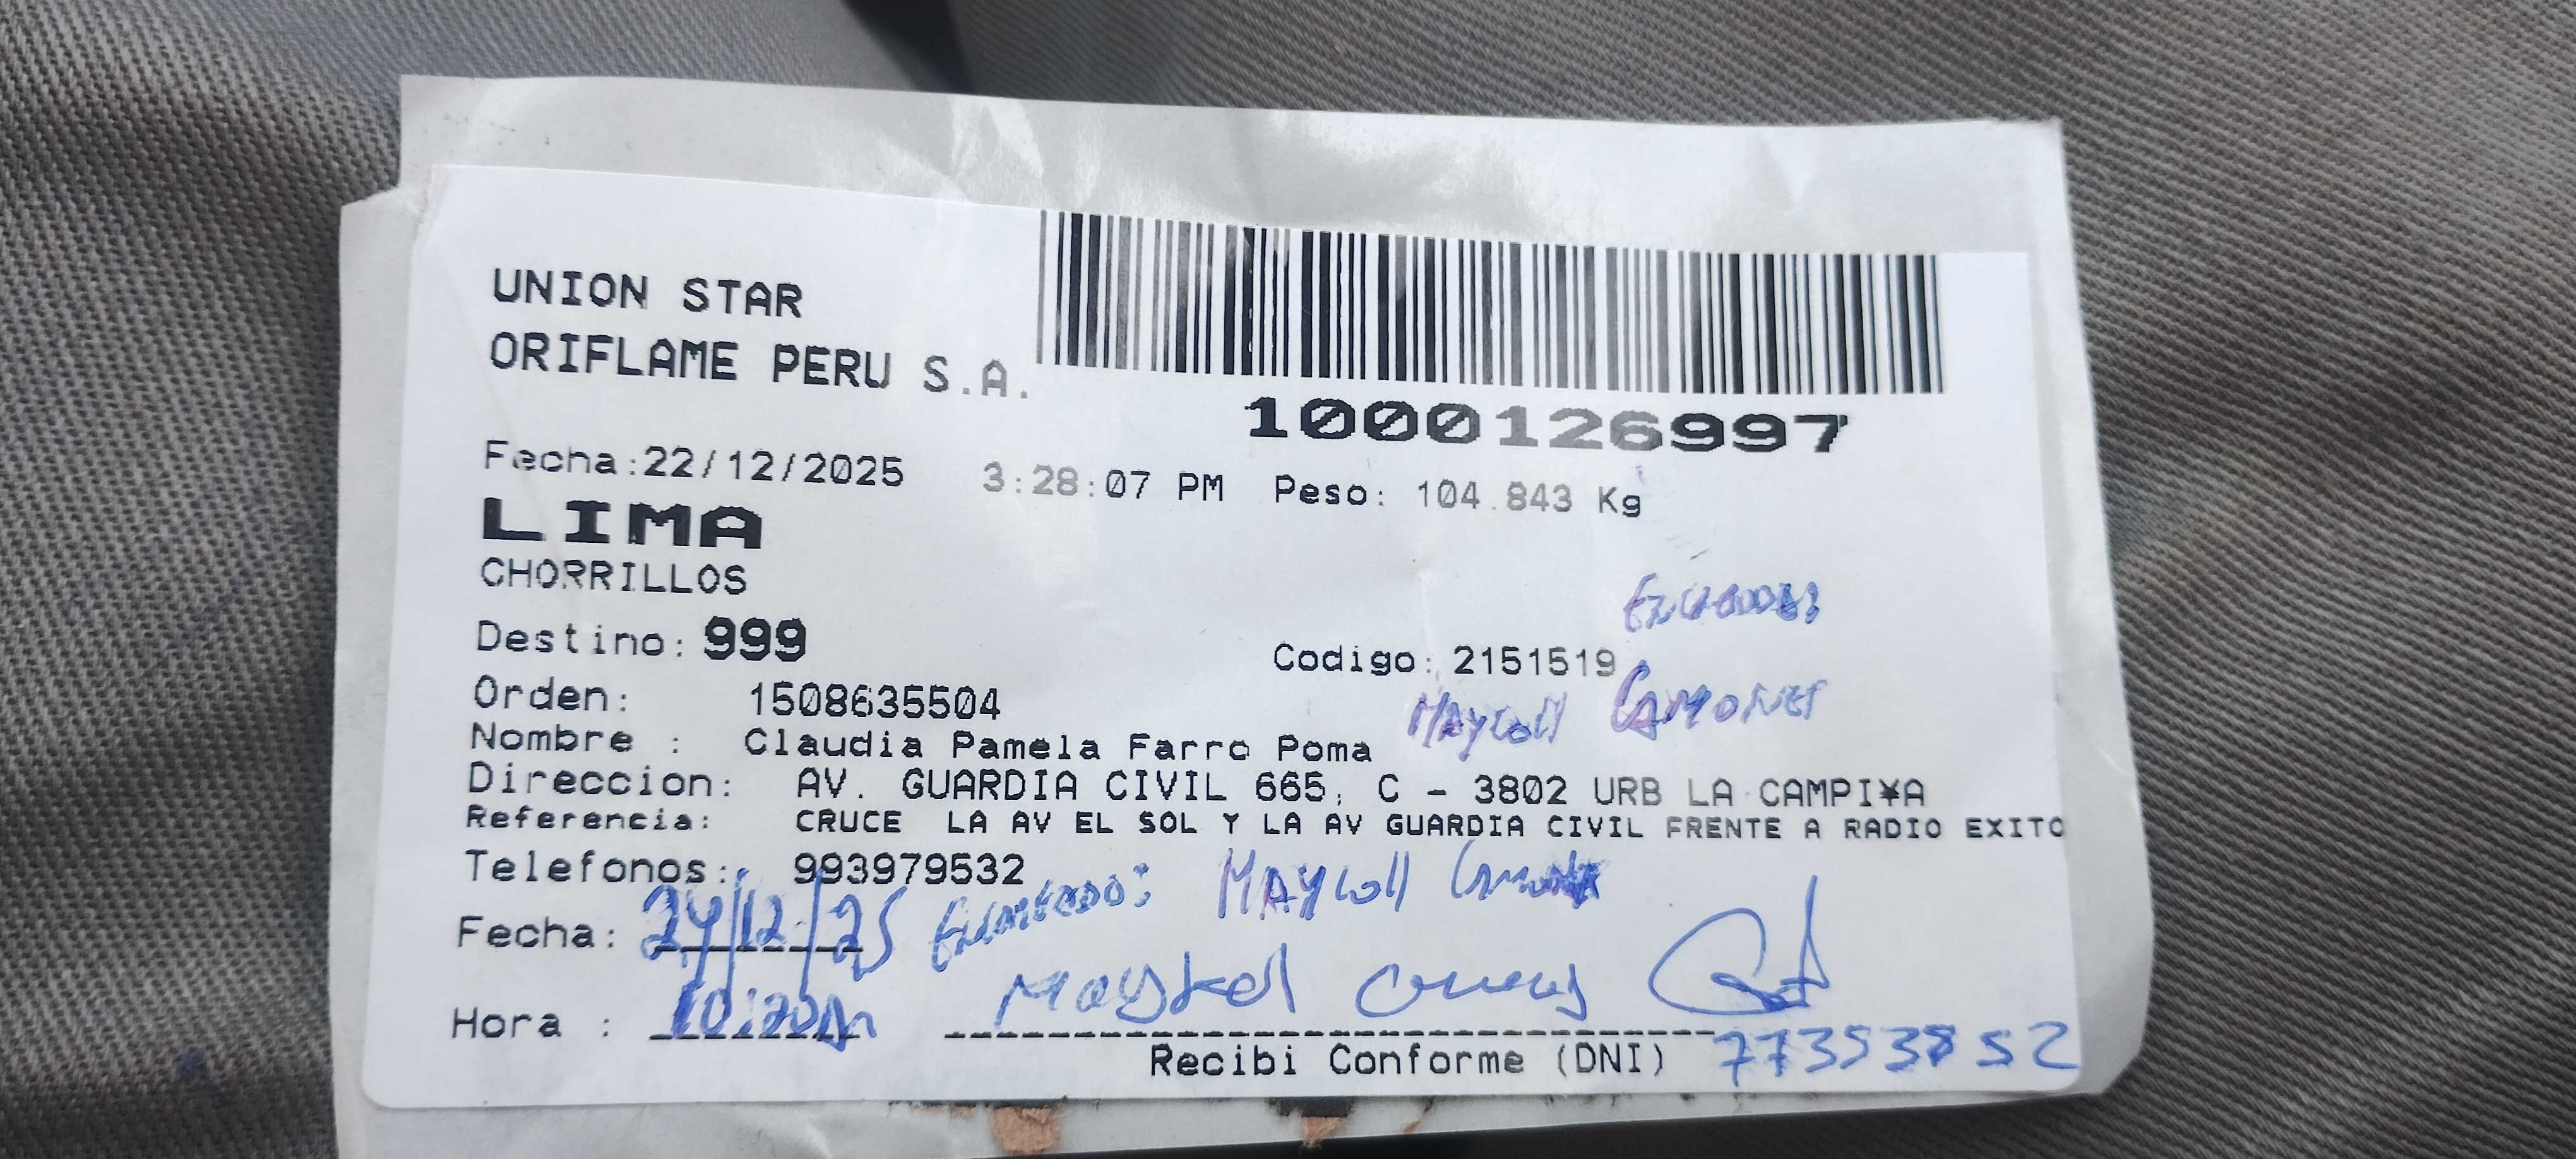 UNION STAR
ORIFLAME PERU S.A.
1000126997
Fecha:22/12/2025 3:28:07 PM Peso: 104.843 Kg
LIMA
CHORRILLOS
Destino: 999
Codigo: 2151519
Orden: 1508635504
MAYColl
Nombre : Claudia Pamela Farro Poma
Direccion: AV. GUARDIA CIVIL 665, C - 3802 URB LA CAMPI¥A
Referencia: CRUCE LA AV EL SOL Y LA AV GUARDIA CIVIL FRENTE A RADIO EXITO
Telefonos: 993979532
MAYColl
Fecha: 24/12/25
Hora :
Recibi Conforme (DNI) 77353852